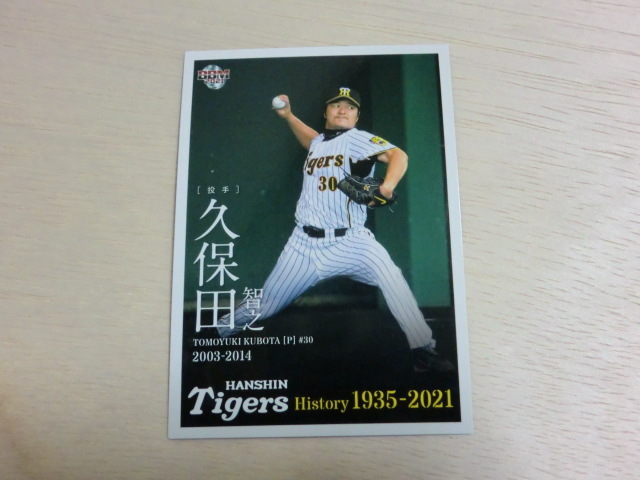 BBM
2021
Tigers
30
[投手]
久保田
智之
TOMOYUKI KUBOTA [P] #30
2003-2014
HANSHIN
Tigers History 1935-2021